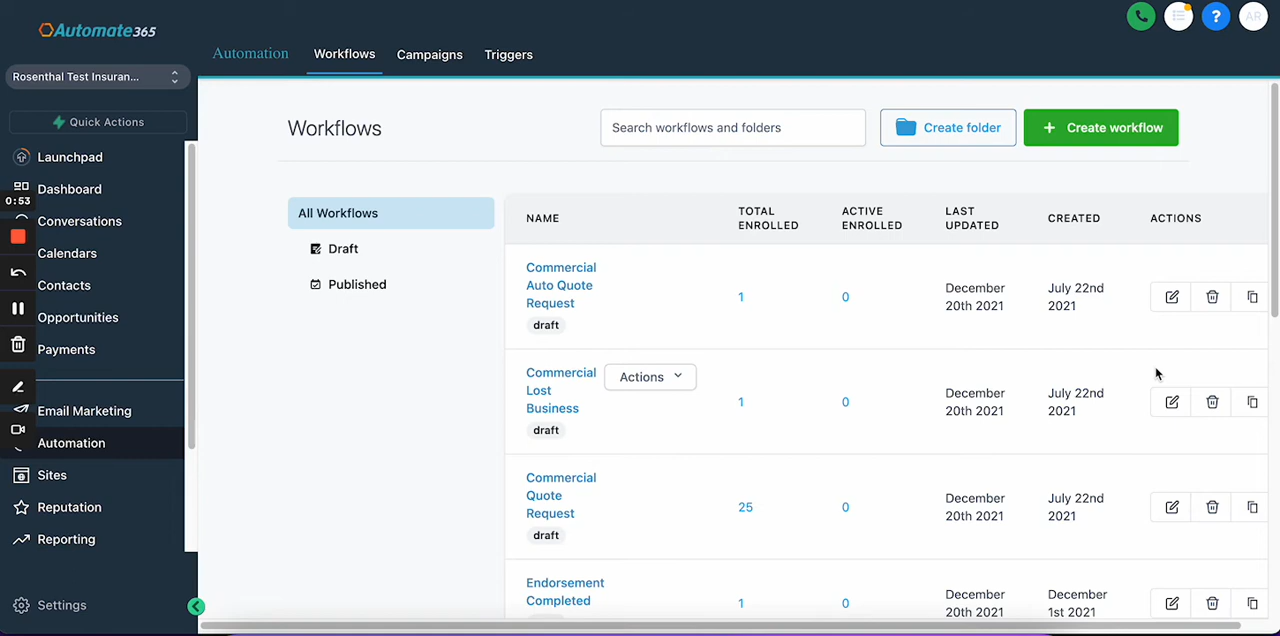 Automate365
Rosenthal Test Insuran...
Quick Actions
Launchpad
Dashboard
0:53
Conversations
Calendars
Contacts
Opportunities
Payments
Email Marketing
Automation
Sites
Reputation
Reporting
Settings
Automation Workflows Campaigns Triggers
?
AR
Workflows
Search workflows and folders
Create folder
+ Create workflow
All Workflows
Draft
Published
NAME TOTAL ENROLLED ACTIVE ENROLLED LAST UPDATED CREATED ACTIONS
Commercial
Auto Quote
Request
draft
1 0 December 20th 2021 July 22nd 2021
Commercial
Lost
Business
draft
Actions
1 0 December 20th 2021 July 22nd 2021
Commercial
Quote
Request
draft
25 0 December 20th 2021 July 22nd 2021
Endorsement
Completed
1 0 December 20th 2021 December 1st 2021